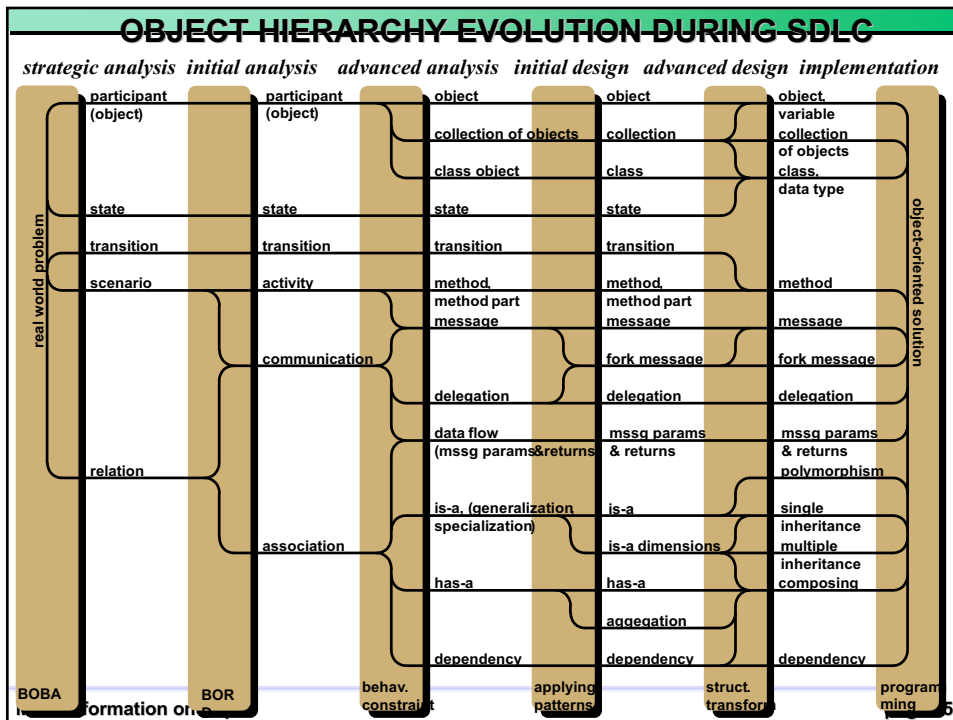 OBJECT HIERARCHY EVOLUTION DURING SDLC
strategic analysis initial analysis advanced analysis initial design advanced design implementation
participant
(object)
participant
(object)
object
object
object,
variable
collection of objects
collection
collection
of objects
class object
class
class,
data type
state
state
state
state
real world problem
object-oriented solution
transition
transition
transition
transition
scenario
activity
method,
method part
method,
method part
method
message
message
message
communication
fork message
fork message
delegation
delegation
delegation
data flow
(mssg params&returns
mssg params
& returns
mssg params
& returns
relation
polymorphism
is-a, (generalization
specialization)
is-a
single
inheritance
association
is-a dimensions
multiple
inheritance
has-a
has-a
composing
aggegation
dependency
dependency
dependency
BOBA
BOR
behav.
constraint
applying
patterns
struct.
transform
program
ming
formation on
5